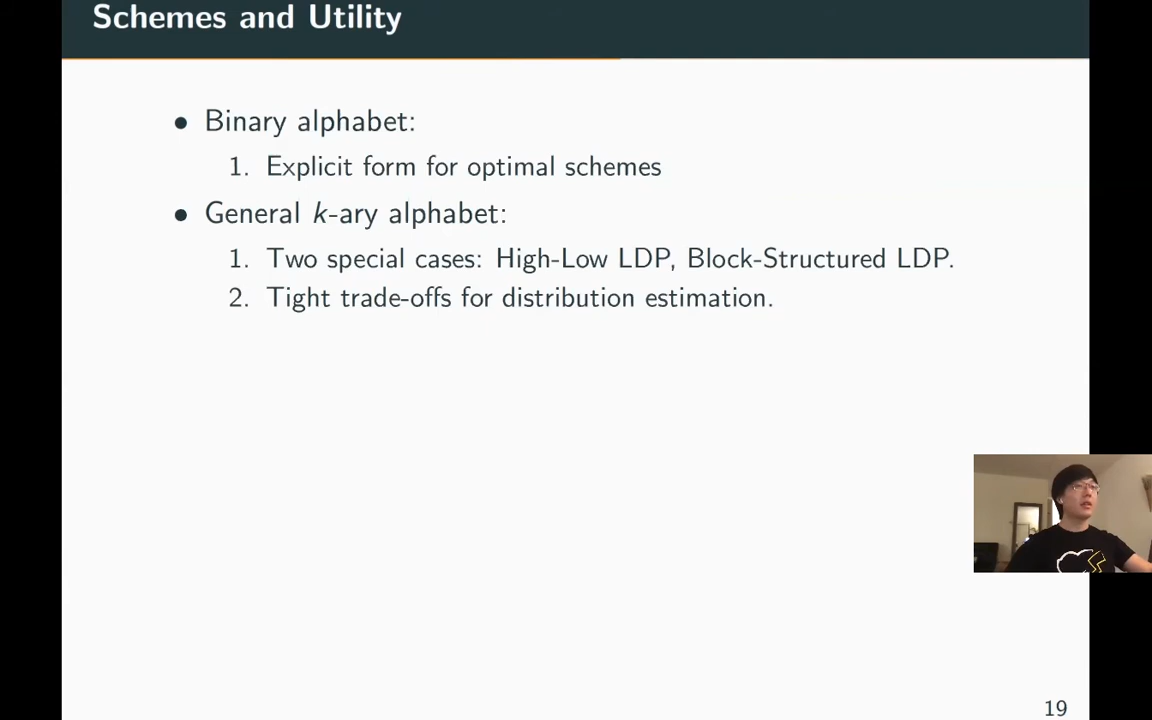 Schemes and Utility
• Binary alphabet:
1. Explicit form for optimal schemes
• General k-ary alphabet:
1. Two special cases: High-Low LDP, Block-Structured LDP.
2. Tight trade-offs for distribution estimation.
19